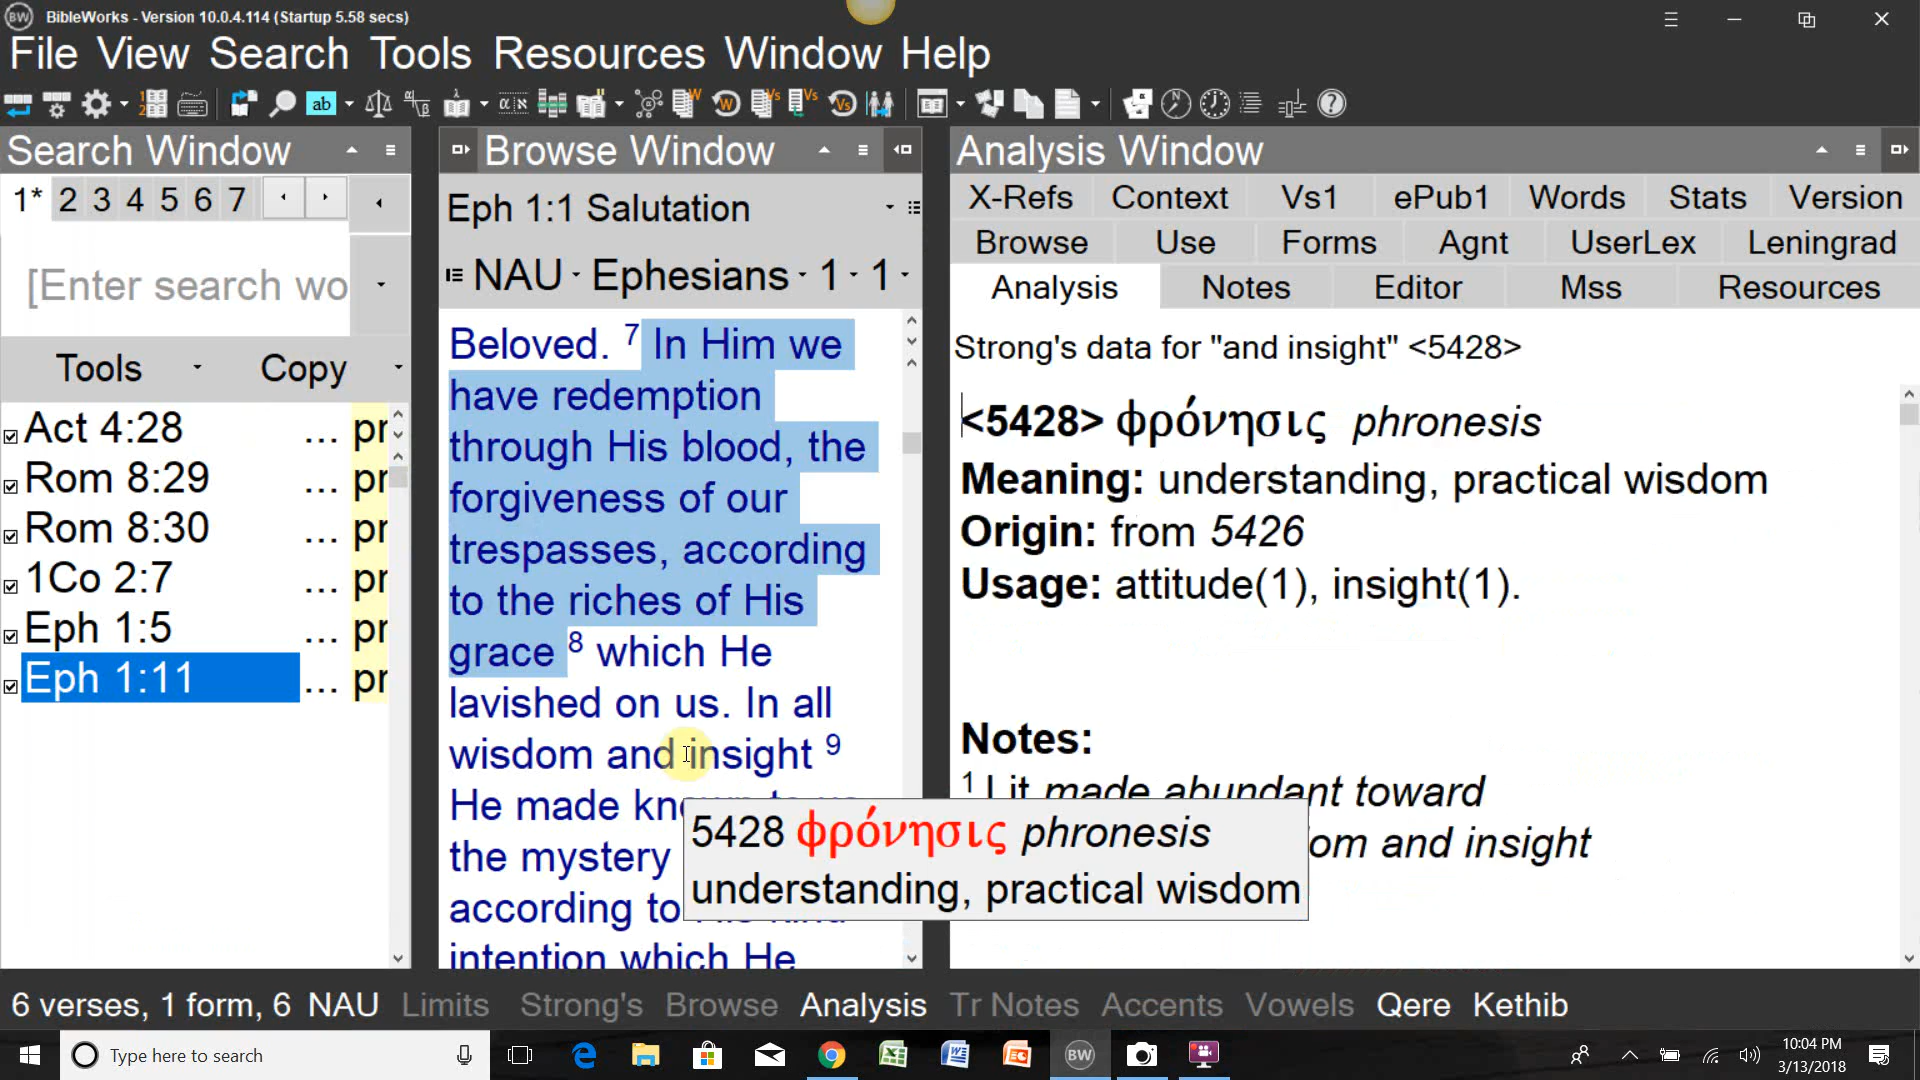 BW BibleWorks - Version 10.0.4.114 (Startup 5.58 secs)
File View Search Tools Resources Window Help
Search Window
1* 2 3 4 5 6 7
[Enter search wo
Tools Copy
Act 4:28 ... pr
Rom 8:29 ... pr
Rom 8:30 ... pr
1Co 2:7 ... pr
Eph 1:5 ... pr
Eph 1:11 ... pr
Browse Window
Eph 1:1 Salutation
NAU Ephesians 1 1
Beloved. 7 In Him we
have redemption
through His blood, the
forgiveness of our
trespasses, according
to the riches of His
grace 8 which He
lavished on us. In all
wisdom and insight 9
He made
the mystery
according to
intention which He
5428 φρόνησις phronesis
understanding, practical wisdom
Analysis Window
X-Refs Context Vs1 ePub1 Words Stats Version
Browse Use Forms Agnt UserLex Leningrad
Analysis Notes Editor Mss Resources
Strong's data for "and insight" <5428>
<5428> φρόνησις phronesis
Meaning: understanding, practical wisdom
Origin: from 5426
Usage: attitude(1), insight(1).
Notes:
1 Lit made abundant toward
om and insight
6 verses, 1 form, 6 NAU Limits Strong's Browse Analysis Tr Notes Accents Vowels Qere Kethib
Type here to search
BW
10:04 PM
3/13/2018